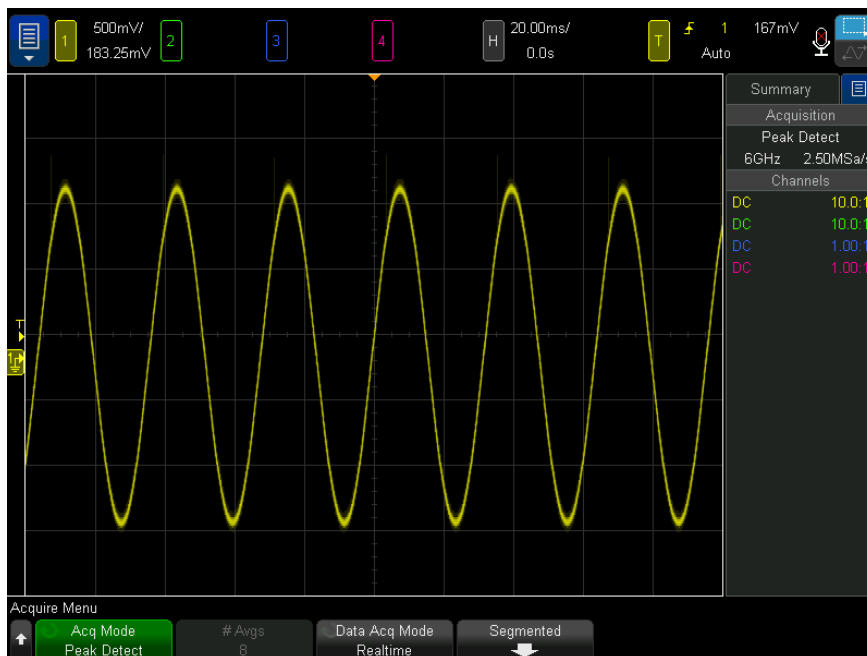 1 500mV/ 2 3 4 H 20.00ms/ T 1 167mV
183.25mV 0.0s Auto
Summary
Acquisition
Peak Detect
6GHz 2.50MSa/s
Channels
DC 10.0:1
DC 10.0:1
DC 1.00:1
DC 1.00:1
T
1
Acquire Menu
Acq Mode # Avgs Data Acq Mode Segmented
Peak Detect 8 Realtime